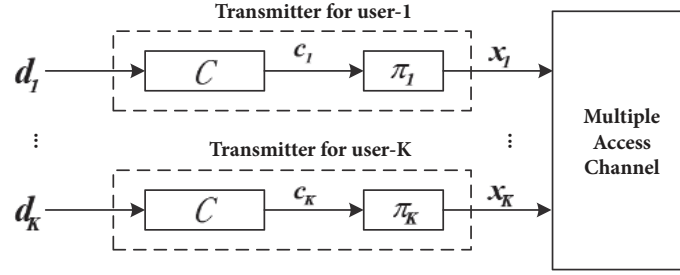 Transmitter for user-1
d1 C c1 π1 x1
⋮ ⋮
Multiple
Access
Channel
Transmitter for user-K
dK C cK πK xK